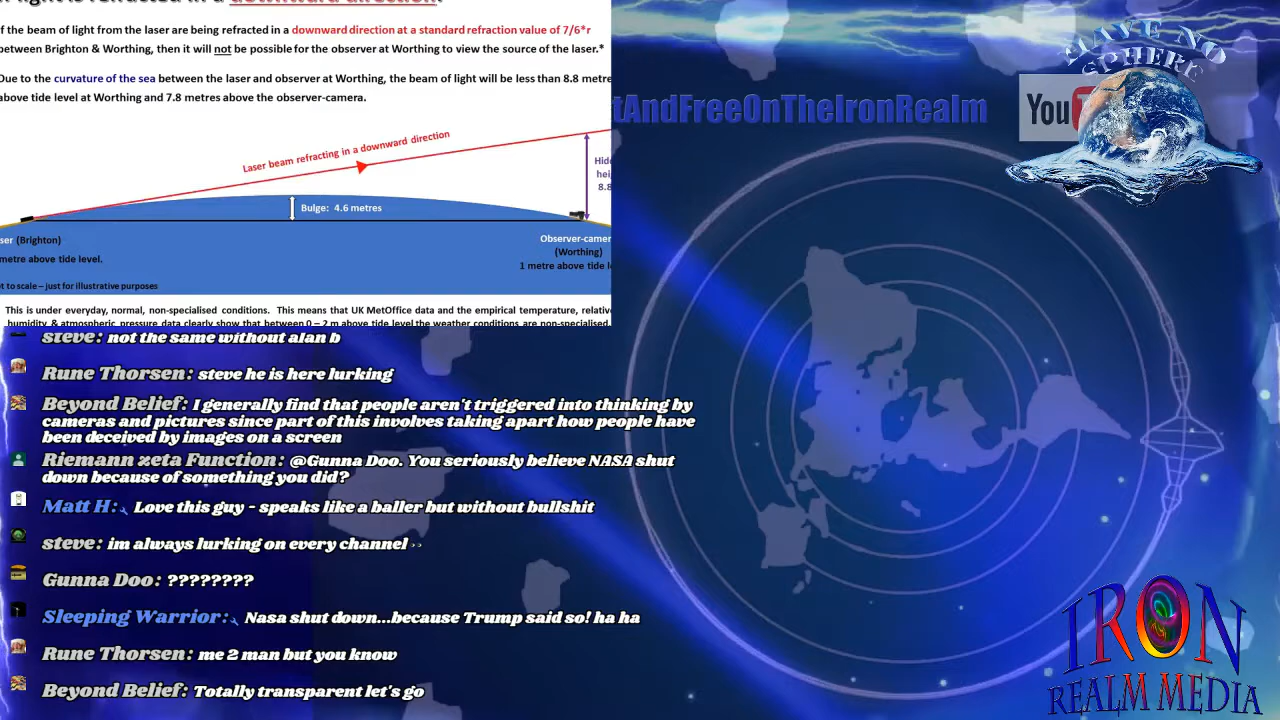 light is refracted in a downward direction.
f the beam of light from the laser are being refracted in a downward direction at a standard refraction value of 7/6*r
between Brighton & Worthing, then it will not be possible for the observer at Worthing to view the source of the laser.*
Due to the curvature of the sea between the laser and observer at Worthing, the beam of light will be less than 8.8 metre
above tide level at Worthing and 7.8 metres above the observer-camera.
Laser beam refracting in a downward direction
Hid
hei
8.8
Bulge: 4.6 metres
ser (Brighton)
metre above tide level.
Observer-camer
(Worthing)
1 metre above tide le
t to scale – just for illustrative purposes
This is under everyday, normal, non-specialised conditions. This means that UK MetOffice data and the empirical temperature, relative
humidity & atmospheric pressure data clearly show that between 0 – 2 m above tide level the weather conditions are non-specialised.
tAndFreeOnTheIronRealm
You
steve: not the same without alan b
Rune Thorsen: steve he is here lurking
Beyond Belief: I generally find that people aren't triggered into thinking by
cameras and pictures since part of this involves taking apart how people have
been deceived by images on a screen
Riemann zeta Function: @Gunna Doo. You seriously believe NASA shut
down because of something you did?
Matt H: Love this guy - speaks like a baller but without bullshit
steve: im always lurking on every channel
Gunna Doo: ????????
Sleeping Warrior: Nasa shut down...because Trump said so! ha ha
Rune Thorsen: me 2 man but you know
Beyond Belief: Totally transparent let's go
IRON
REALM MEDIA